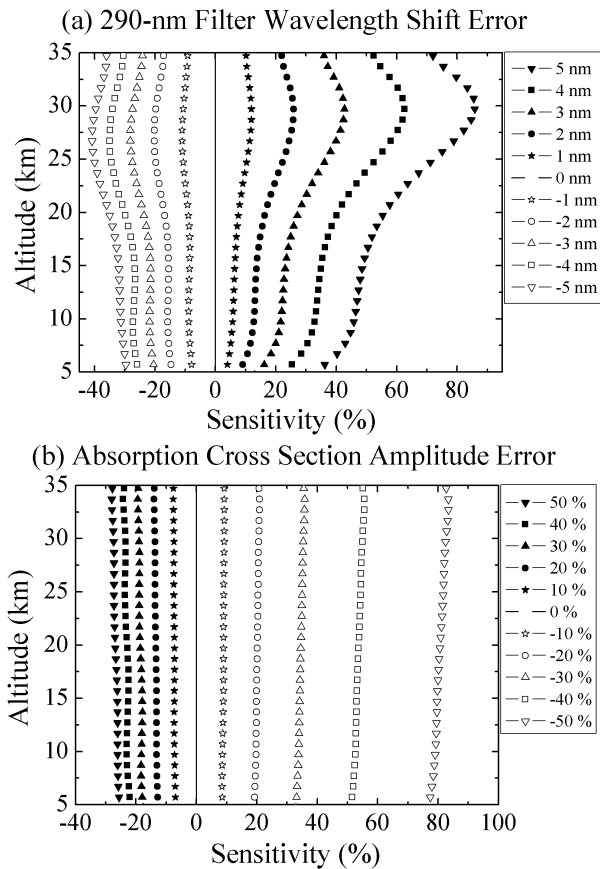 (a) 290-nm Filter Wavelength Shift Error
35
30
25
20
15
10
5
Altitude (km)
-40 -20 0 20 40 60 80
Sensitivity (%)
5 nm
4 nm
3 nm
2 nm
1 nm
0 nm
-1 nm
-2 nm
-3 nm
-4 nm
-5 nm
(b) Absorption Cross Section Amplitude Error
35
30
25
20
15
10
5
Altitude (km)
-40 -20 0 20 40 60 80 100
Sensitivity (%)
50 %
40 %
30 %
20 %
10 %
0 %
-10 %
-20 %
-30 %
-40 %
-50 %